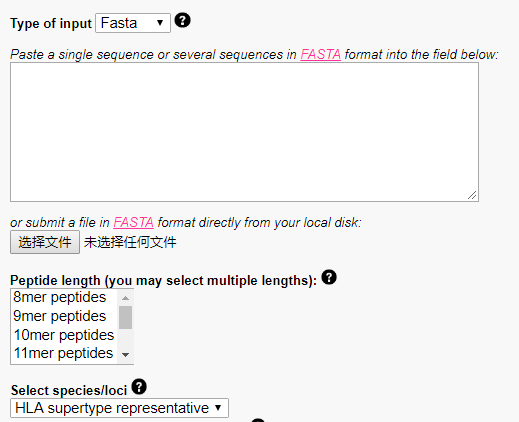 Type of input Fasta
Paste a single sequence or several sequences in FASTA format into the field below:
or submit a file in FASTA format directly from your local disk:
选择文件 未选择任何文件
Peptide length (you may select multiple lengths):
8mer peptides
9mer peptides
10mer peptides
11mer peptides
Select species/loci
HLA supertype representative